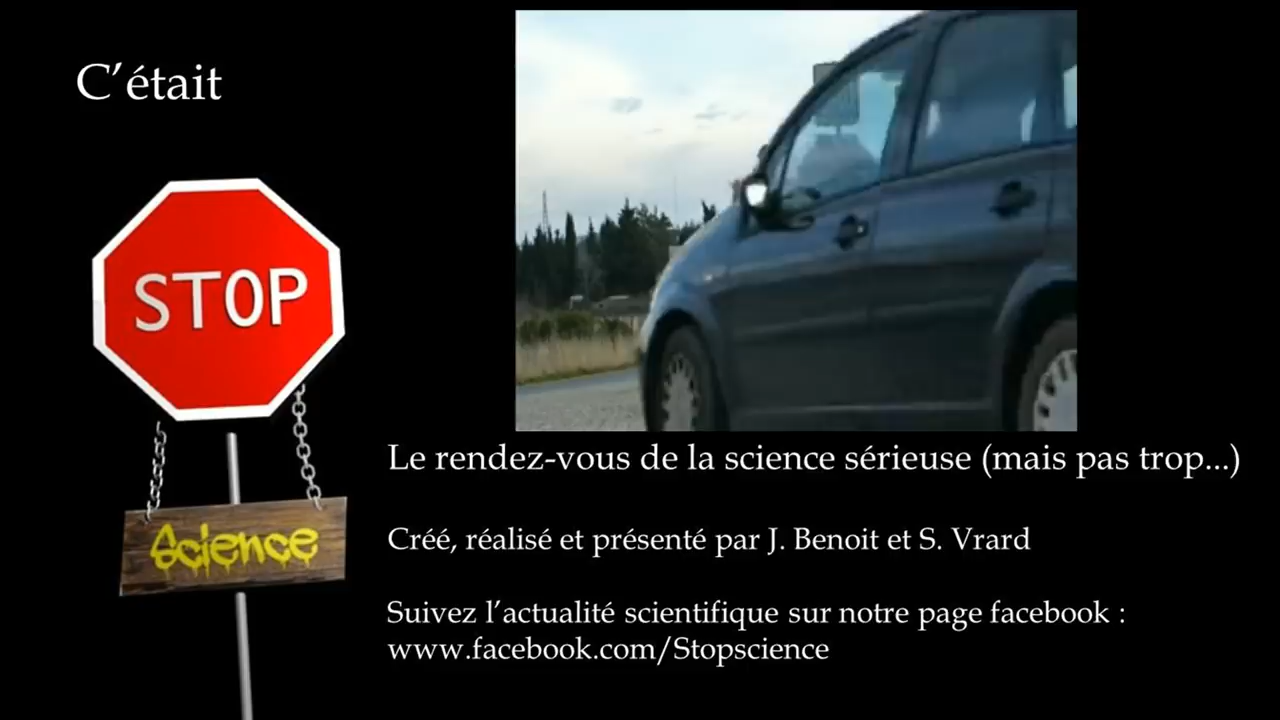 C’était
STOP
Science
Le rendez-vous de la science sérieuse (mais pas trop...)
Créé, réalisé et présenté par J. Benoit et S. Vrard
Suivez l’actualité scientifique sur notre page facebook :
www.facebook.com/Stopscience